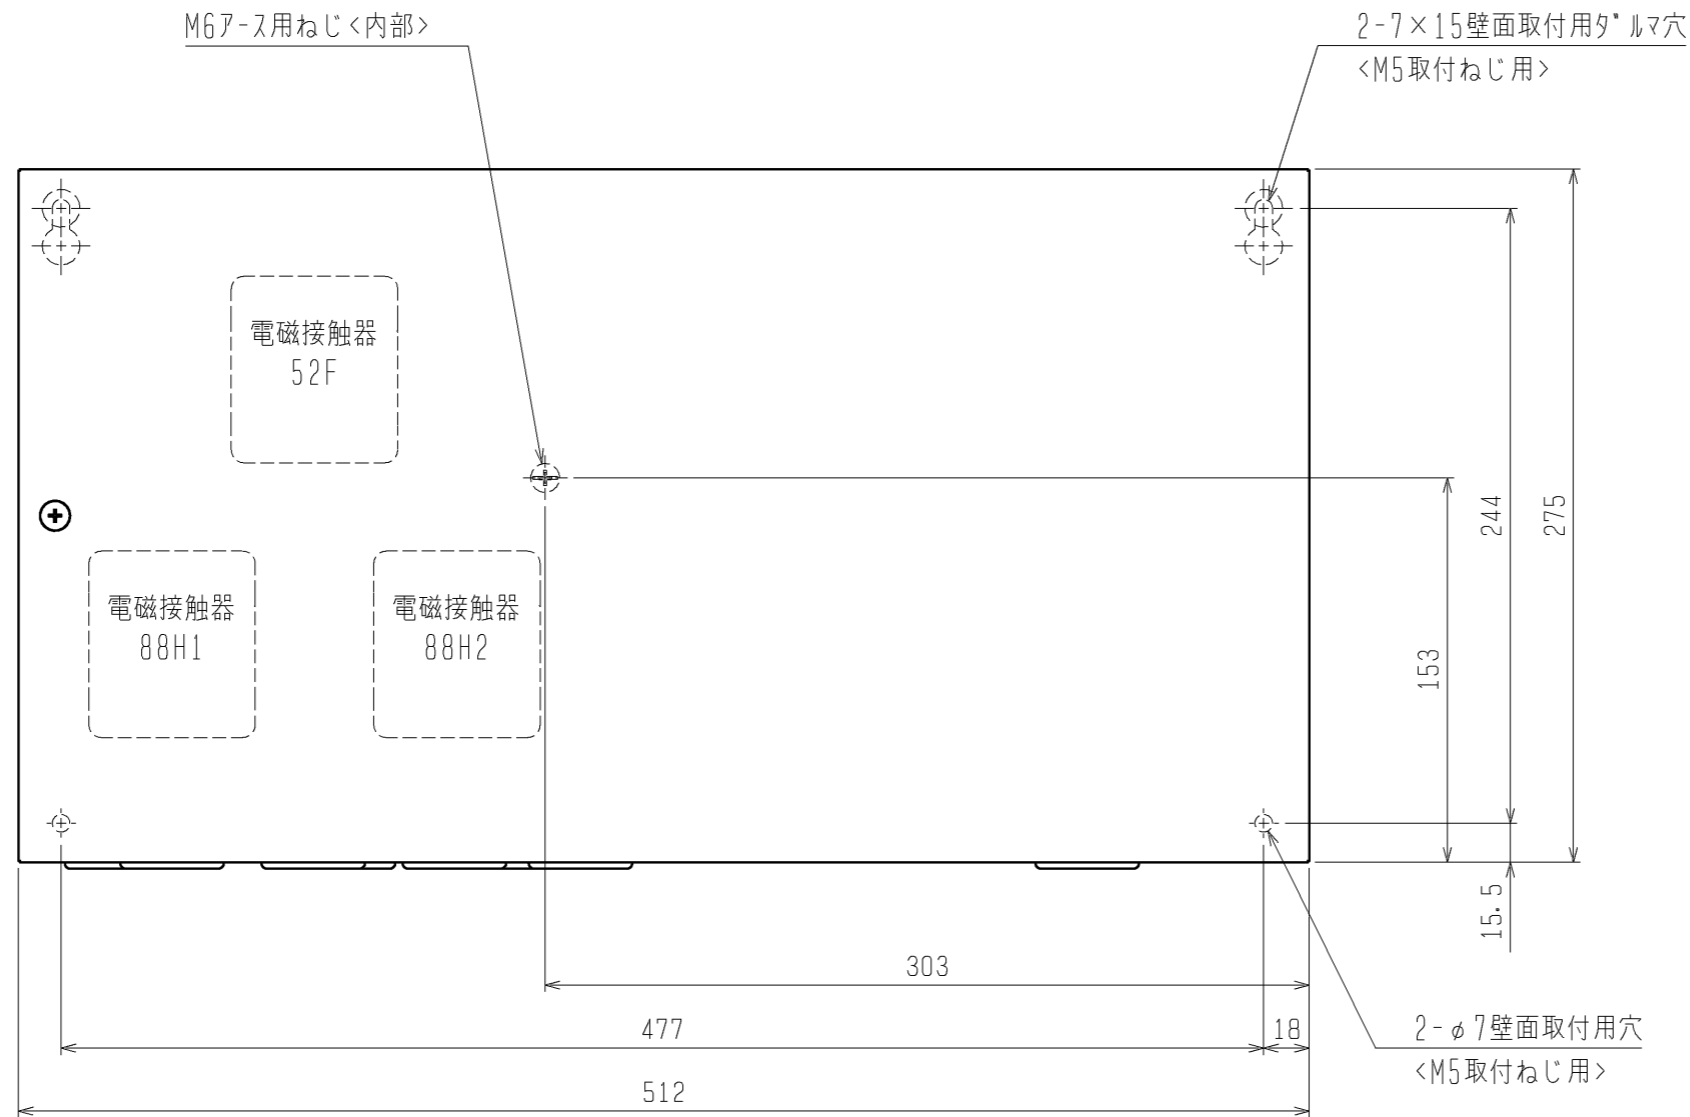 M6アース用ねじ<内部>
2-7×15壁面取付用ダルマ穴
<M5取付ねじ用>
電磁接触器
52F
電磁接触器
88H1
電磁接触器
88H2
153
244
275
15.5
303
477
18
512
2-φ7壁面取付用穴
<M5取付ねじ用>